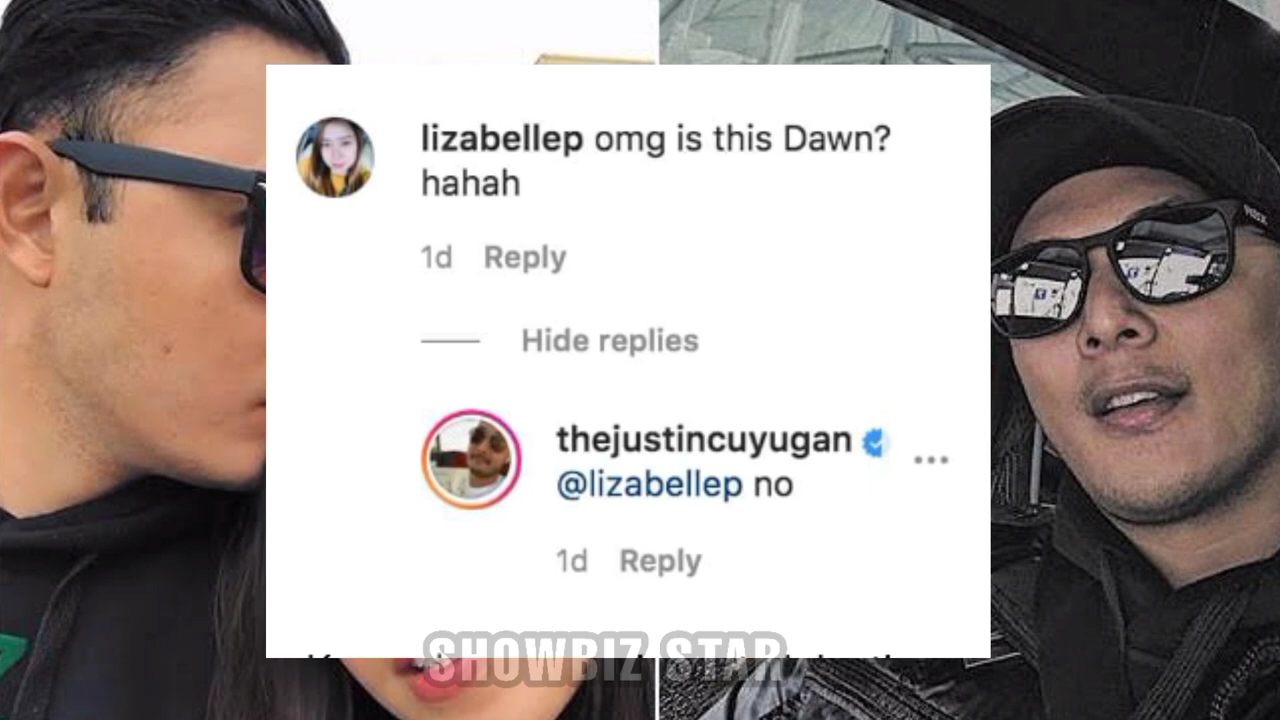 lizabellep omg is this Dawn?
hahah
1d Reply
Hide replies
thejustincuyugan
@lizabellep no
1d Reply
SHOWBIZ STAR